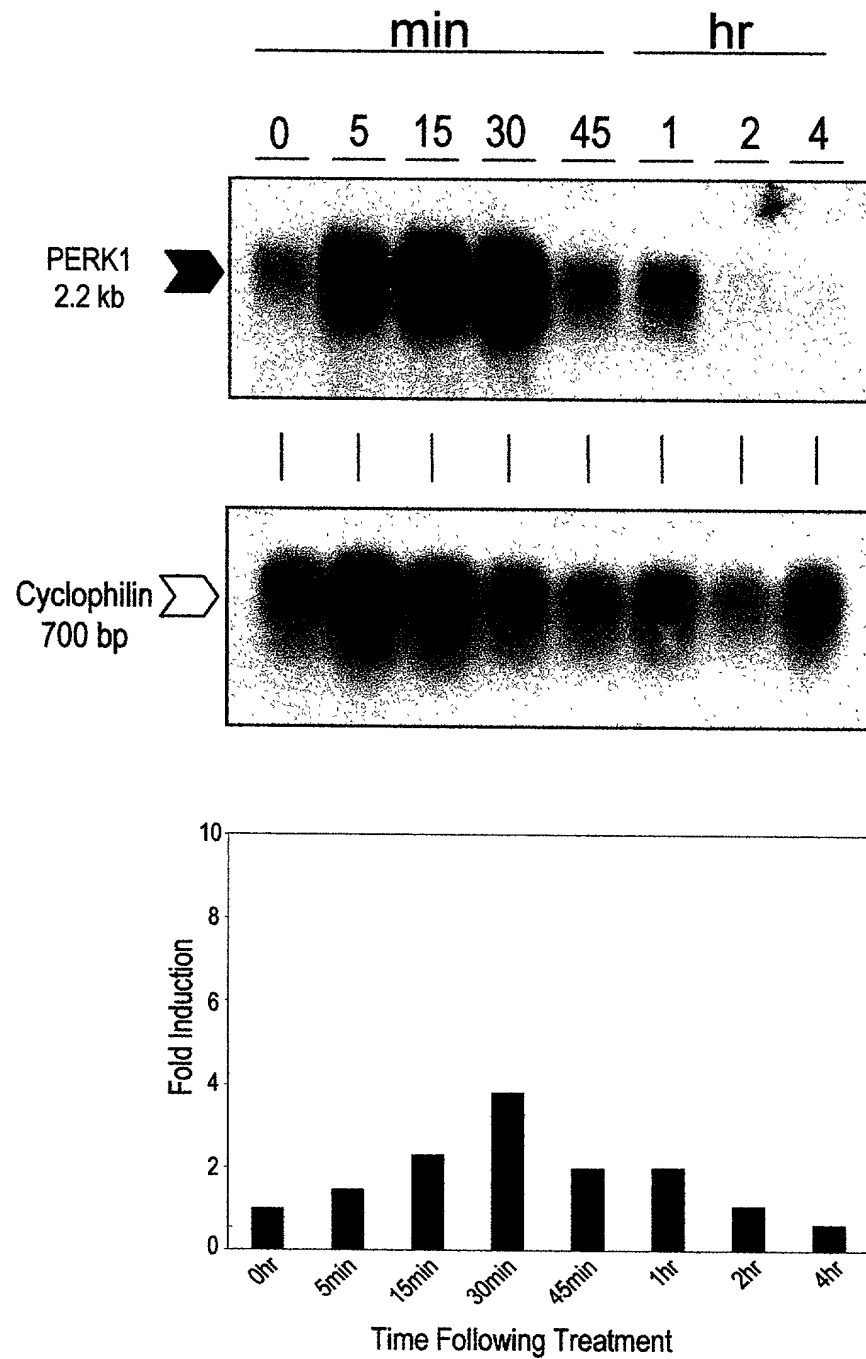 min hr
0 5 15 30 45 1 2 4
PERK1
2.2 kb
Cyclophilin
700 bp
10
8
6
4
2
0
Fold Induction
0hr 5min 15min 30min 45min 1hr 2hr 4hr
Time Following Treatment